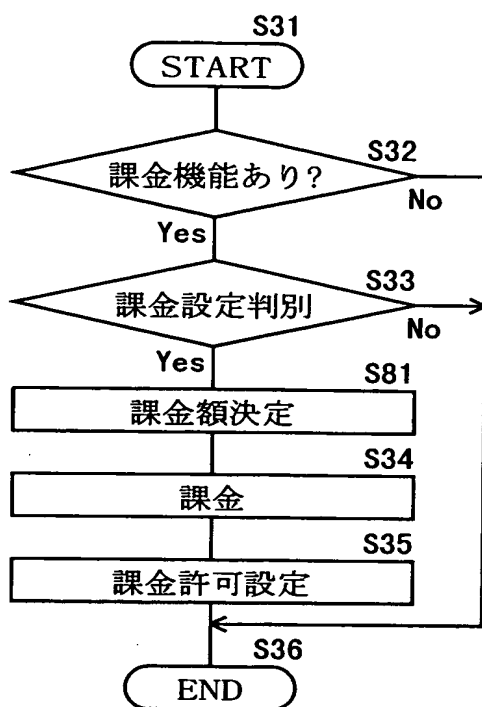 S31
START
S32
課金機能あり?
No
Yes
S33
課金設定判別
No
Yes
S81
課金額決定
S34
課金
S35
課金許可設定
S36
END